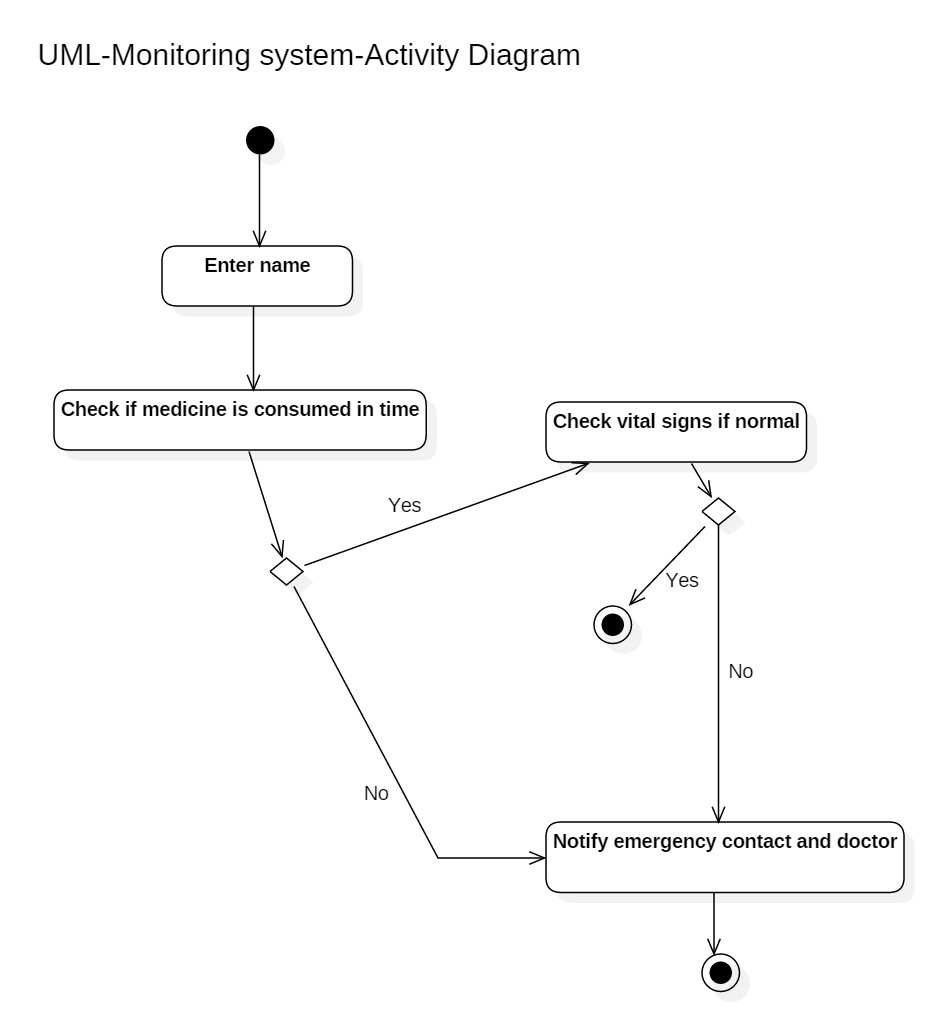 UML-Monitoring system-Activity Diagram
Enter name
Check if medicine is consumed in time
Check vital signs if normal
Yes
Yes
No
No
Notify emergency contact and doctor